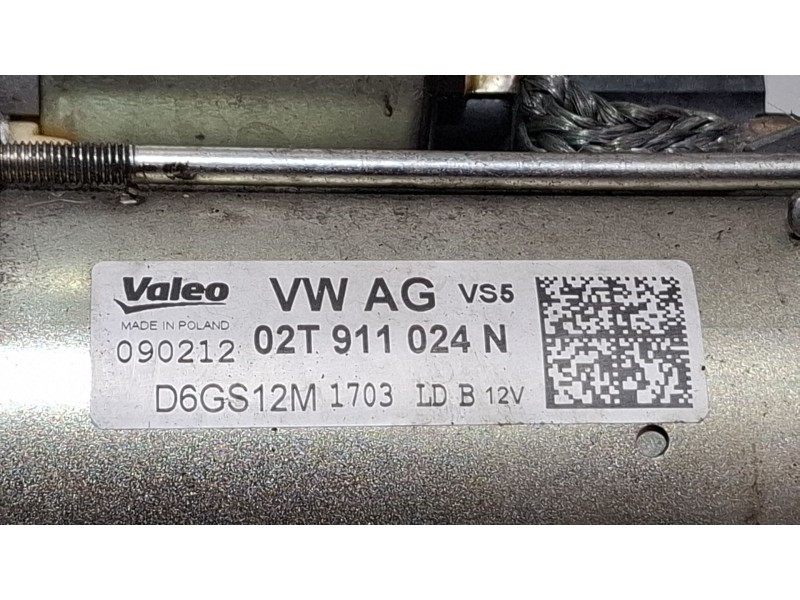 Valeo VW AG VS5
MADE IN POLAND
090212 02T 911 024 N
D6GS12M 1703 LD B 12V